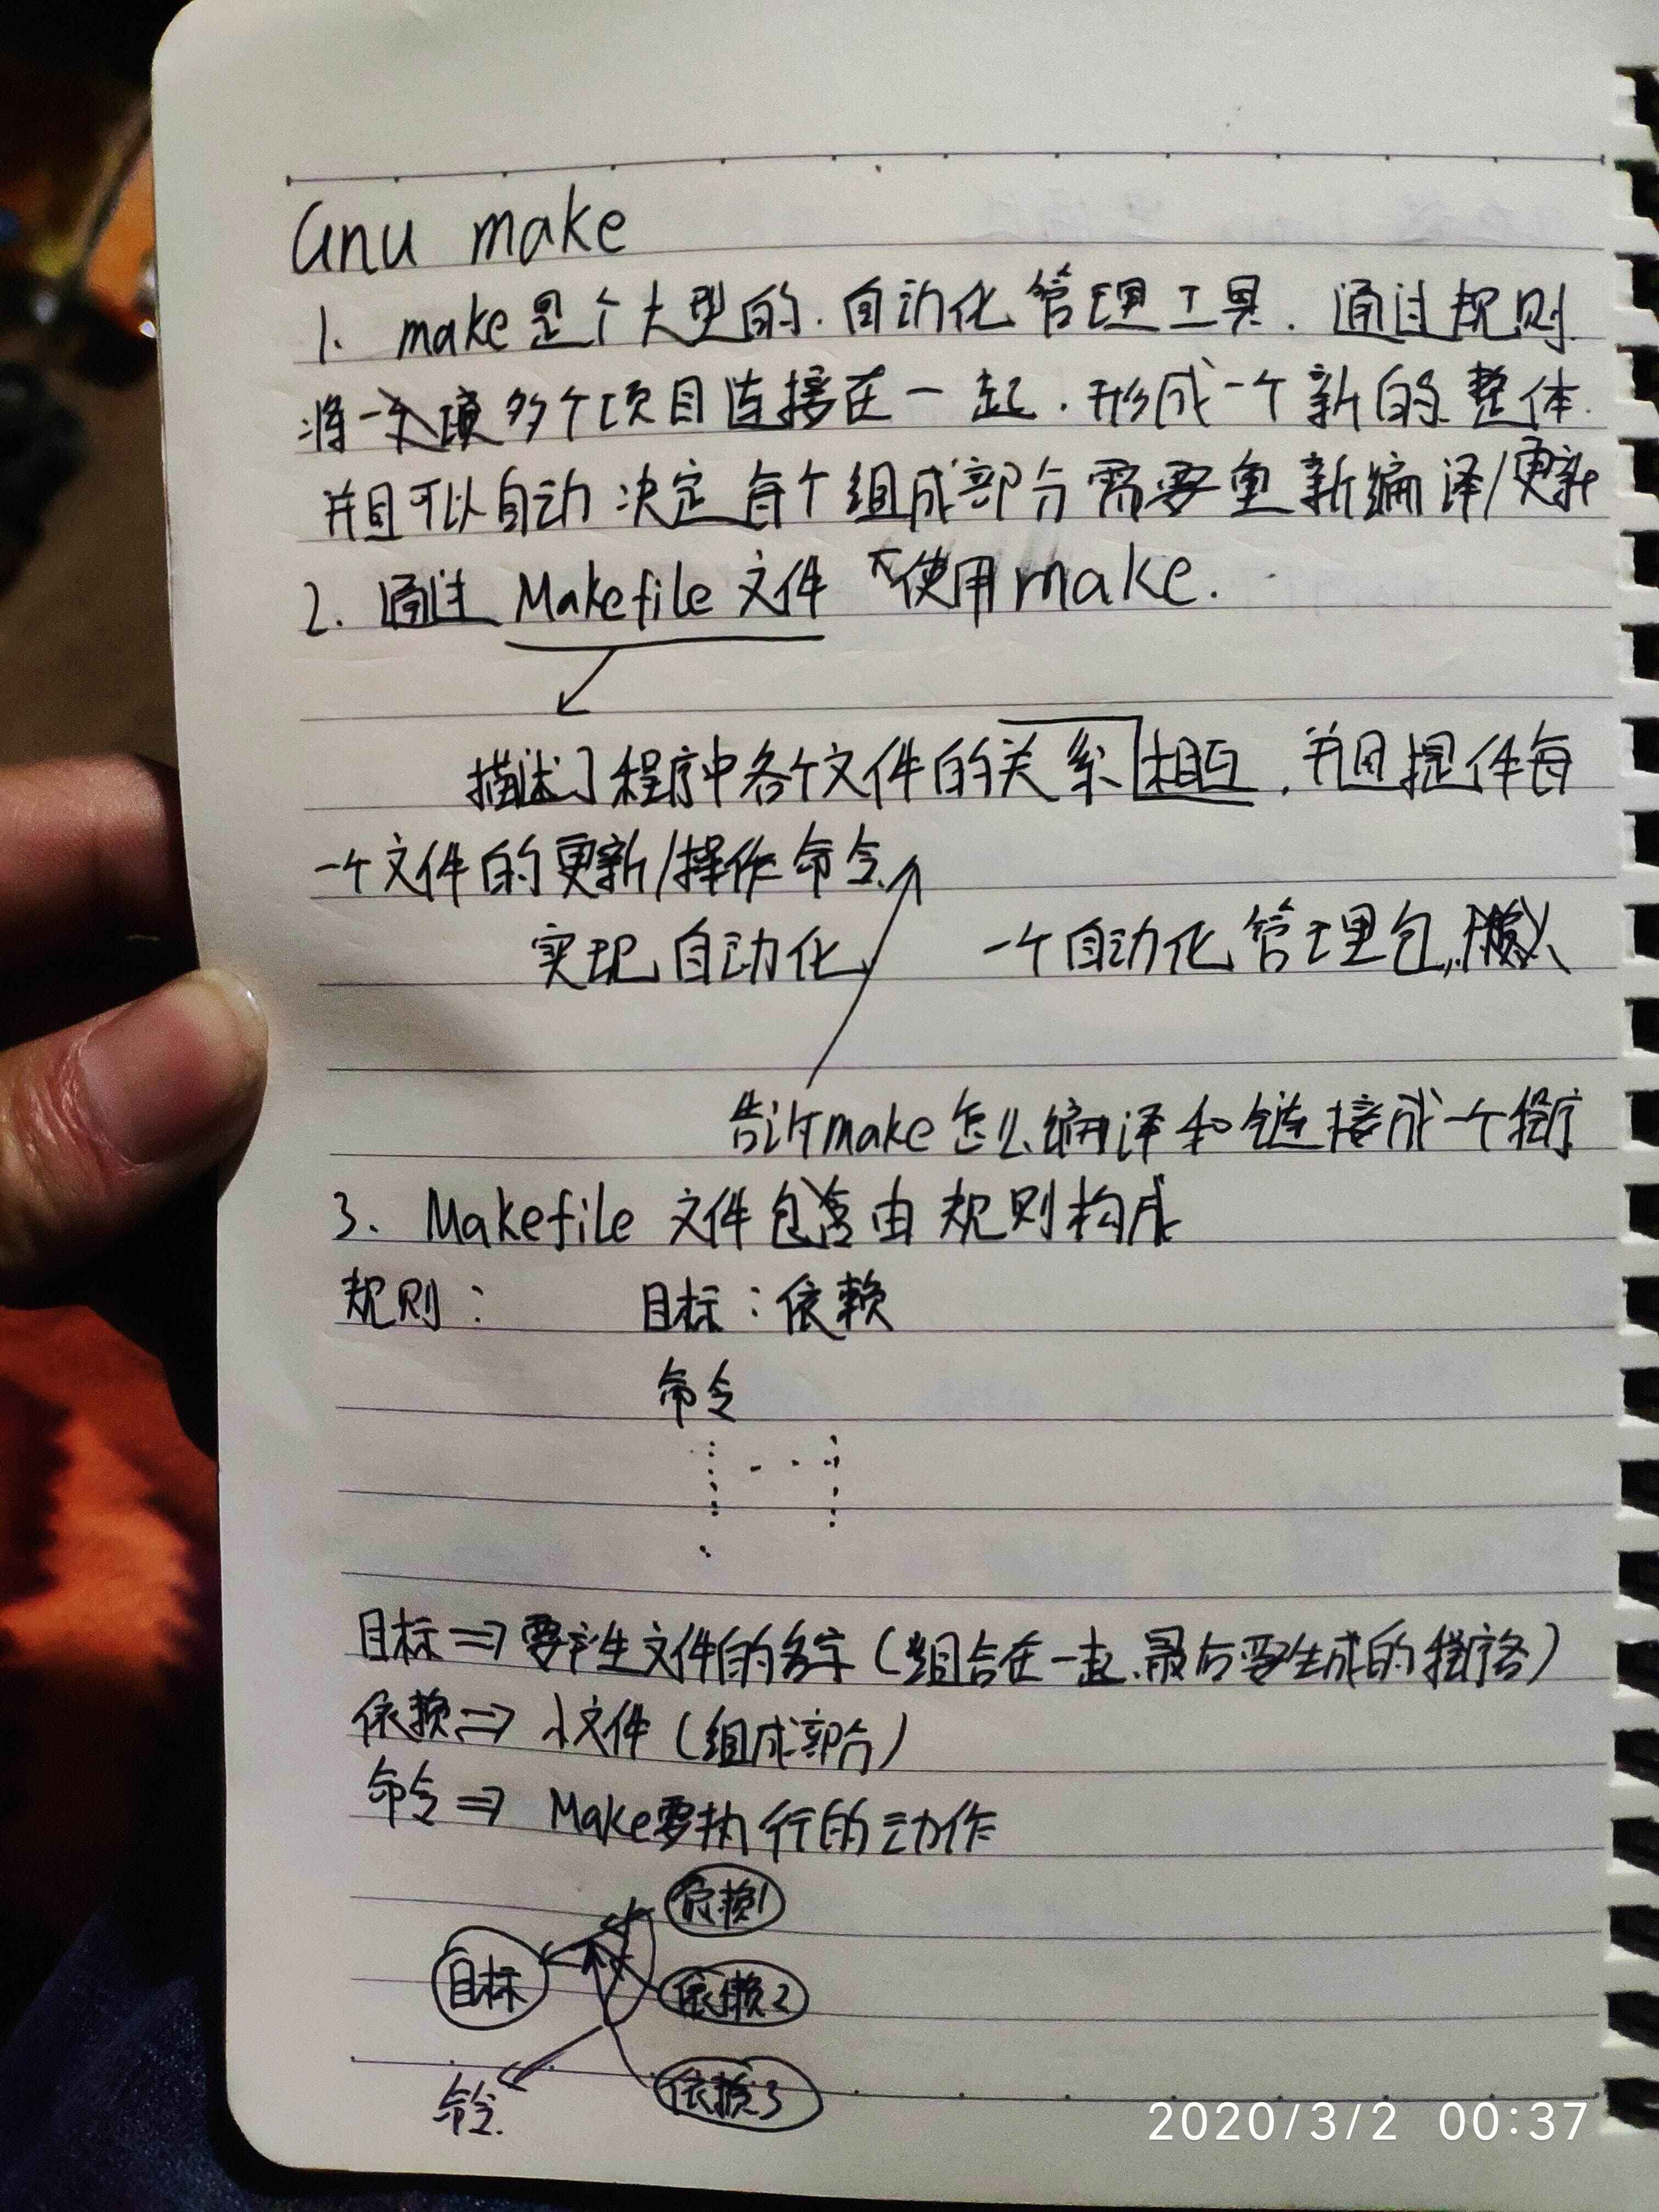 Gnu make
1. make是个大型的.自动化管理工具.通过规则
将一多个项目连接在一起.形成一个新的整体.
并且可以自动决定每个组成部分需要重新编译/更新
2.通过 Makefile 文件 使用make.
描述了程序中各个文件的关系相互,并且提供每
一个文件的更新/操作命令.
实现自动化 一个自动化管理包,
告诉make怎么编译和链接成一个程序
3. Makefile 文件由规则构成
规则: 目标:依赖
命令
目标⇒要产生文件的名字(组合在一起.最后要生成的程序名)
依赖⇒小文件(组成部分)
命令⇒ Make要执行的动作
依赖1
目标
依赖2
依赖3
命令.
2020/3/2 00:37